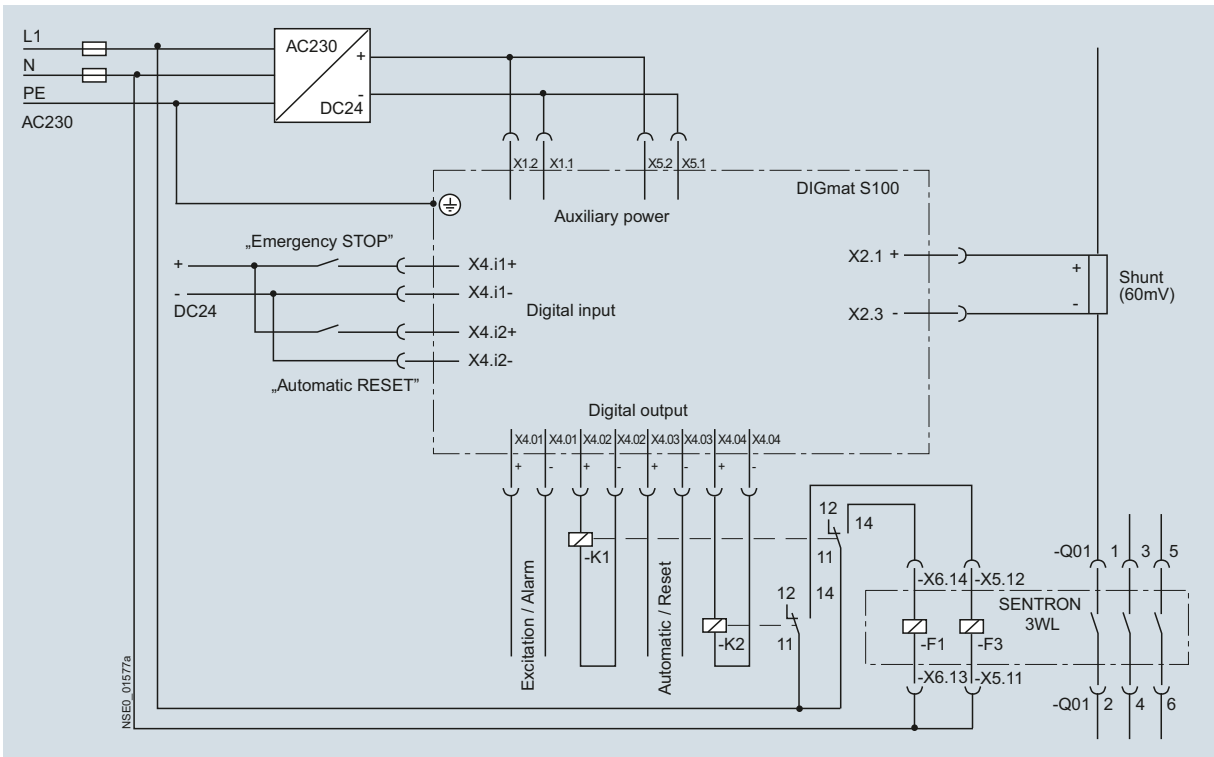 L1
N
PE
AC230
AC230
+
-
DC24
X1.2 X1.1 X5.2 X5.1
DIGmat S100
Auxiliary power
„Emergency STOP”
+
-
DC24
X4.i1+
X4.i1-
X4.i2+
X4.i2-
Digital input
„Automatic RESET”
X2.1 +
X2.3 -
+
-
Shunt
(60mV)
Digital output
X4.01 X4.01 X4.02 X4.02 X4.03 X4.03 X4.04 X4.04
+ - + - + - + -
-K1
-K2
Excitation / Alarm
Automatic / Reset
12
14
11
12
14
11
-X6.14 -X5.12
SENTRON
3WL
-F1
-F3
-X6.13 -X5.11
-Q01 1 3 5
-Q01 2 4 6
NSE0_01577a